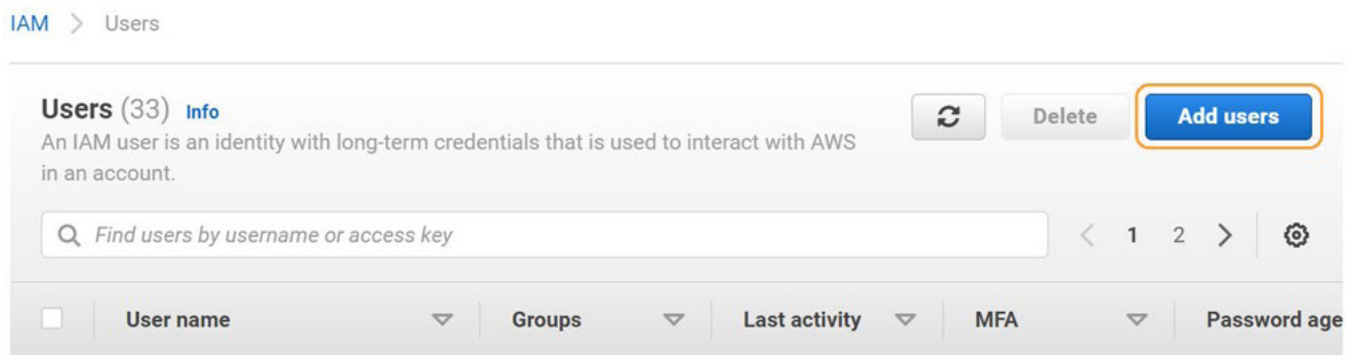 IAM > Users
Users (33) Info
Delete
Add users
An IAM user is an identity with long-term credentials that is used to interact with AWS
in an account.
Find users by username or access key
< 1 2 >
User name Groups Last activity MFA Password age